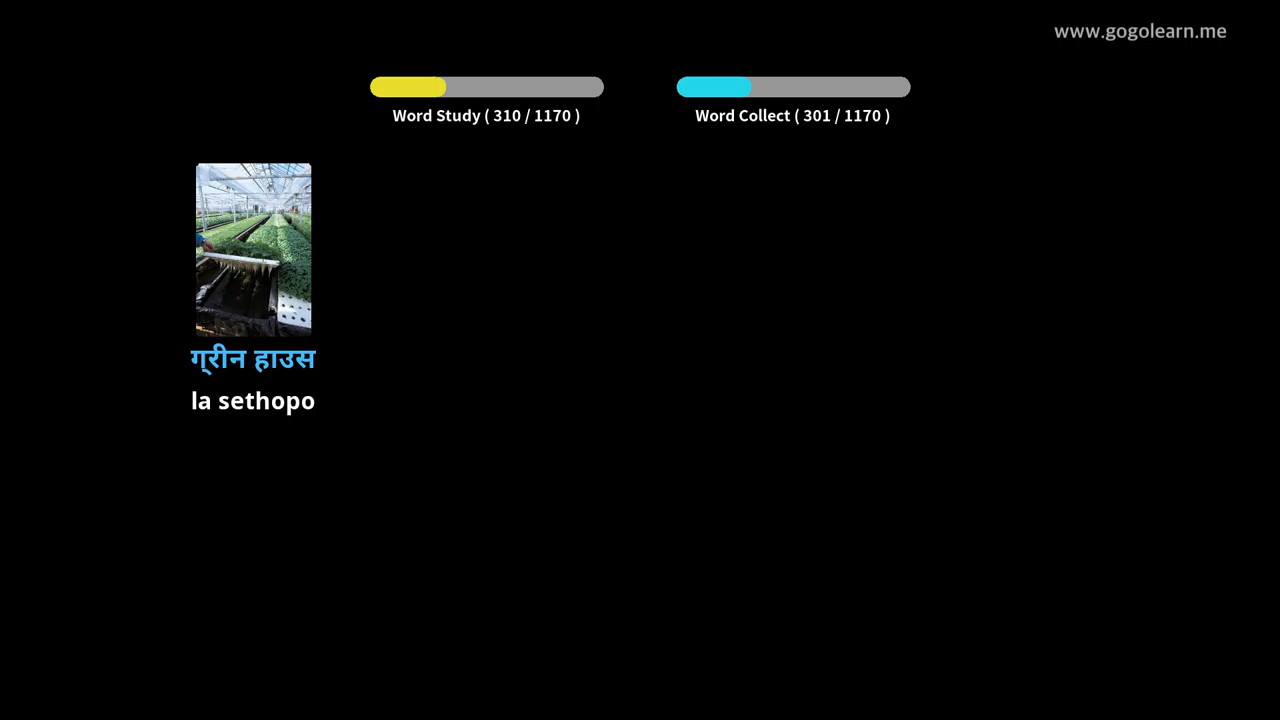 www.gogolearn.me
Word Study ( 310 / 1170 )
Word Collect ( 301 / 1170 )
ग्रीन हाउस
la sethopo